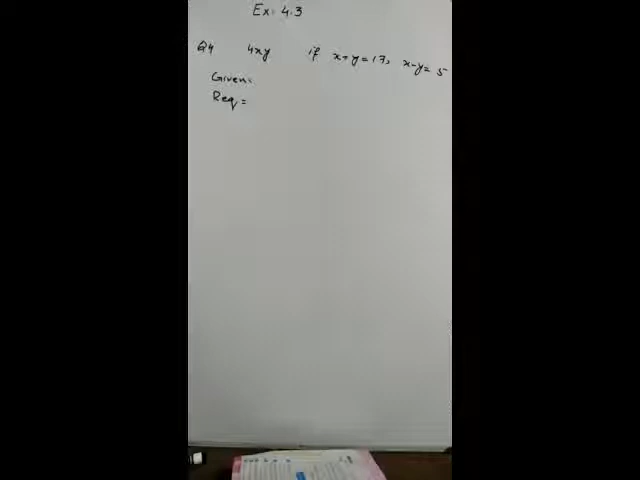 Ex. 4.3
Q4 4xy if x+y=17, x-y=5
Given:
Req =